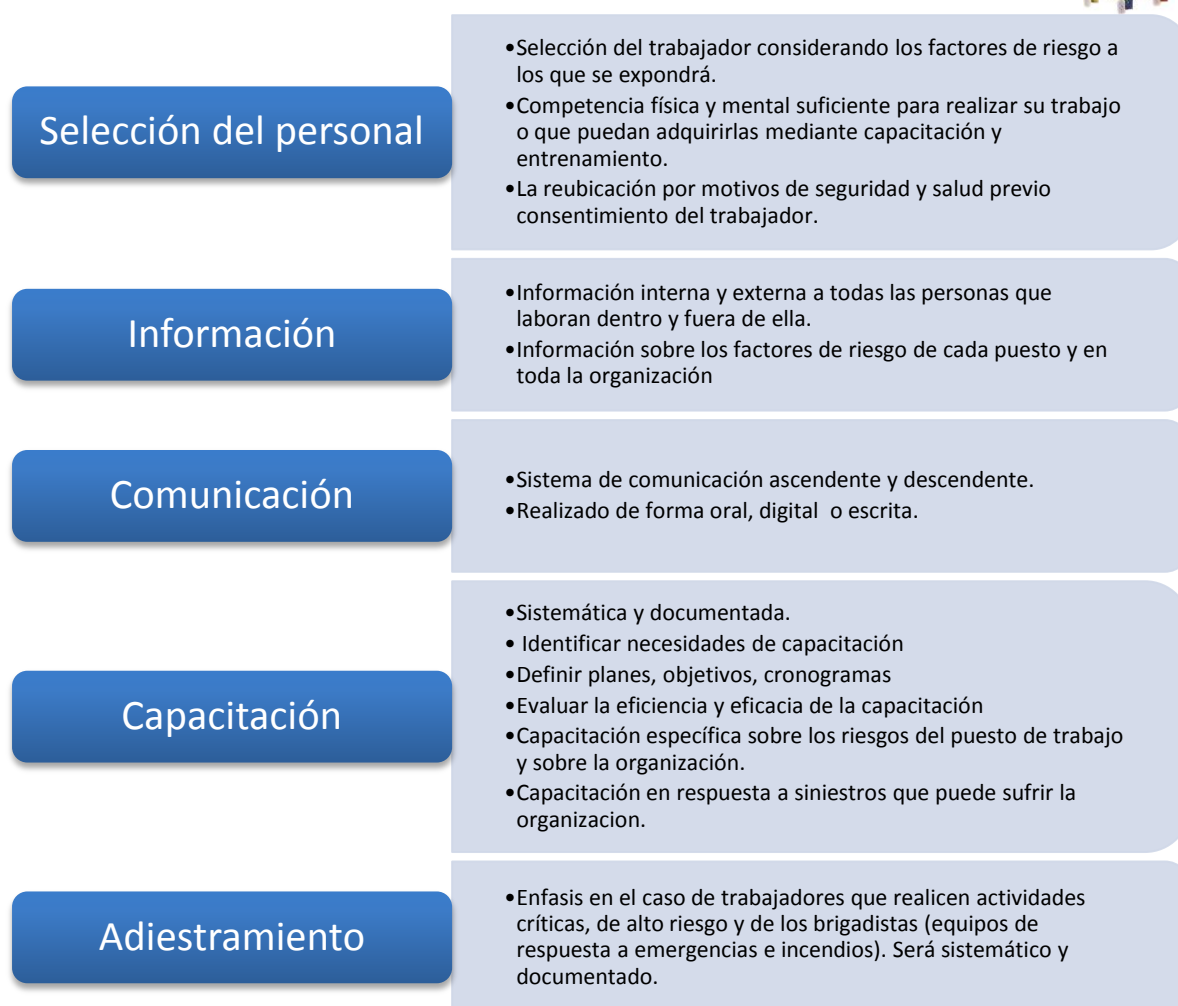 Selección del personal
•Selección del trabajador considerando los factores de riesgo a
los que se expondrá.
•Competencia física y mental suficiente para realizar su trabajo
o que puedan adquirirlas mediante capacitación y
entrenamiento.
•La reubicación por motivos de seguridad y salud previo
consentimiento del trabajador.
Información
•Información interna y externa a todas las personas que
laboran dentro y fuera de ella.
•Información sobre los factores de riesgo de cada puesto y en
toda la organización
Comunicación
•Sistema de comunicación ascendente y descendente.
•Realizado de forma oral, digital  o escrita.
Capacitación
•Sistemática y documentada.
• Identificar necesidades de capacitación
•Definir planes, objetivos, cronogramas
•Evaluar la eficiencia y eficacia de la capacitación
•Capacitación específica sobre los riesgos del puesto de trabajo
y sobre la organización.
•Capacitación en respuesta a siniestros que puede sufrir la
organizacion.
Adiestramiento
•Enfasis en el caso de trabajadores que realicen actividades
críticas, de alto riesgo y de los brigadistas (equipos de
respuesta a emergencias e incendios). Será sistemático y
documentado.